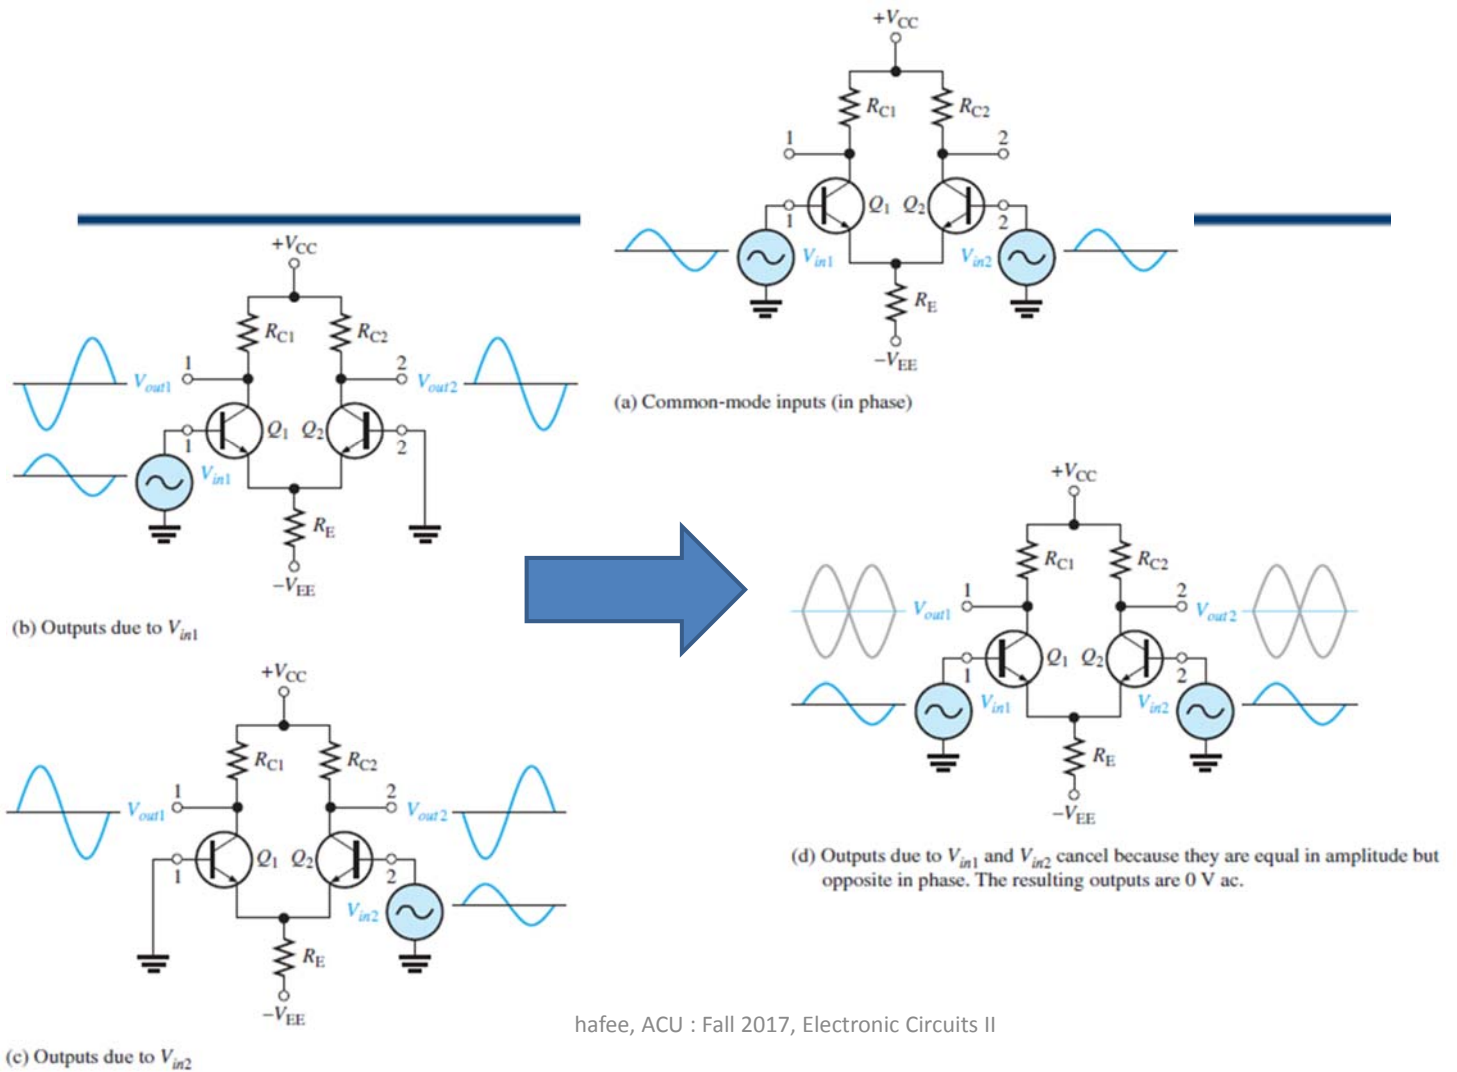 +VCC
RC1 RC2
1 2
Q1 Q2
1 2
Vin1 Vin2
RE
−VEE
(a) Common-mode inputs (in phase)
+VCC
RC1 RC2
1 2
Vout1 Vout2
Q1 Q2
1 2
Vin1
RE
−VEE
(b) Outputs due to Vin1
+VCC
RC1 RC2
1 2
Vout1 Vout2
Q1 Q2
1 2
Vin2
RE
−VEE
(c) Outputs due to Vin2
+VCC
RC1 RC2
1 2
Vout1 Vout2
Q1 Q2
1 2
Vin1 Vin2
RE
−VEE
(d) Outputs due to Vin1 and Vin2 cancel because they are equal in amplitude but
opposite in phase. The resulting outputs are 0 V ac.
hafee, ACU : Fall 2017, Electronic Circuits II